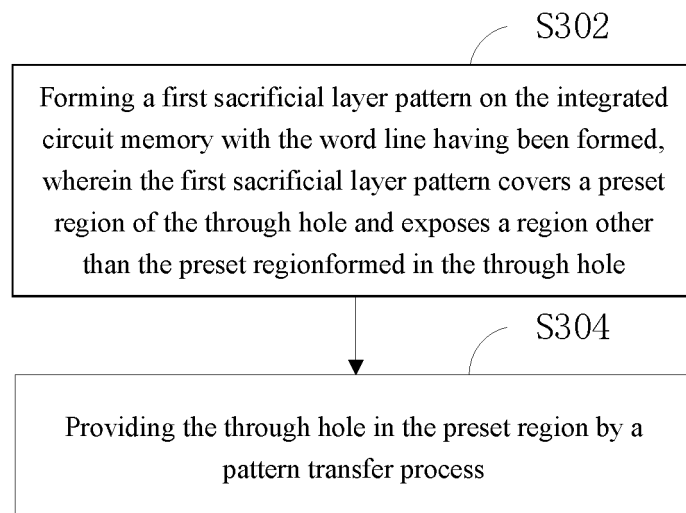 S302
Forming a first sacrificial layer pattern on the integrated
circuit memory with the word line having been formed,
wherein the first sacrificial layer pattern covers a preset
region of the through hole and exposes a region other
than the preset regionformed in the through hole
S304
Providing the through hole in the preset region by a
pattern transfer process